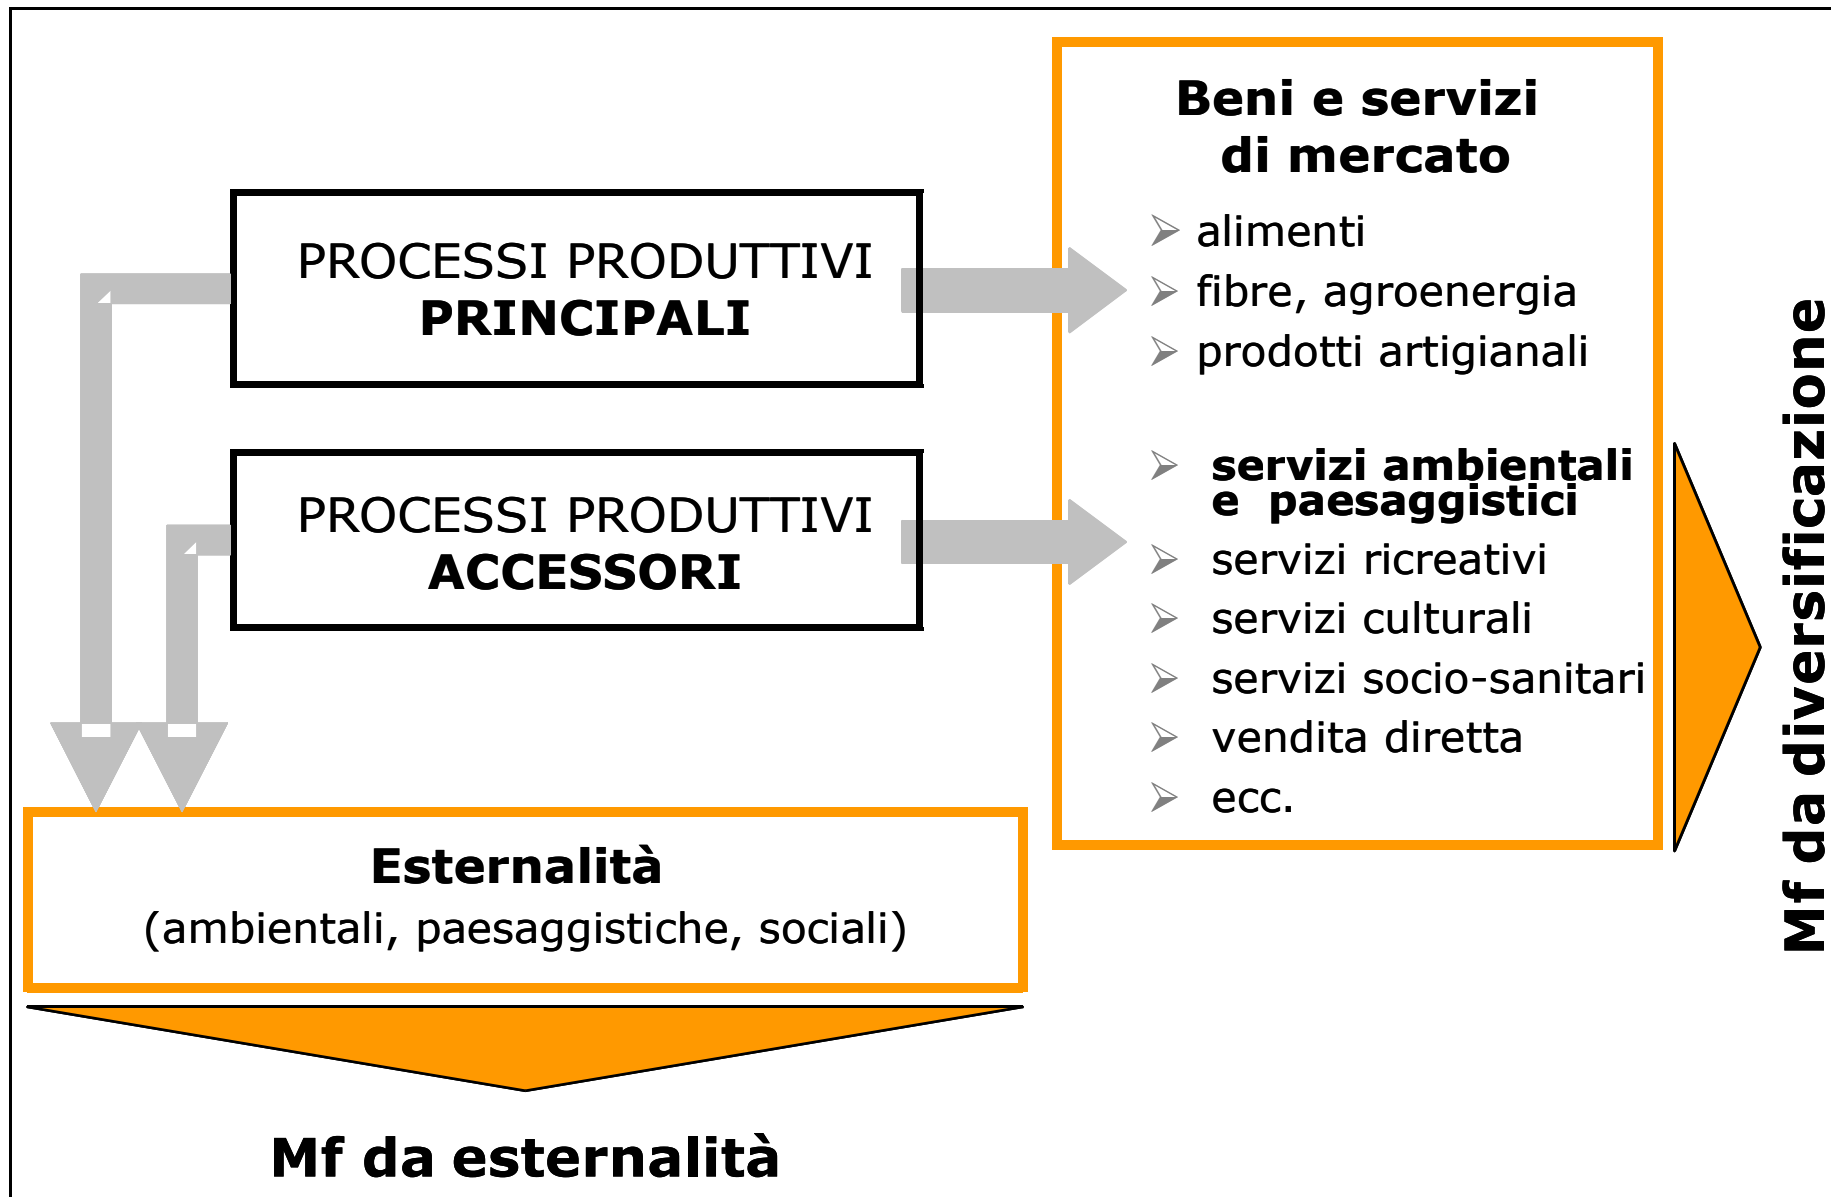 PROCESSI PRODUTTIVI
PRINCIPALI
PROCESSI PRODUTTIVI
ACCESSORI
Beni e servizi
di mercato
alimenti
fibre, agroenergia
prodotti artigianali
servizi ambientali
e paesaggistici
servizi ricreativi
servizi culturali
servizi socio-sanitari
vendita diretta
ecc.
Mf da diversificazione
Esternalità
(ambientali, paesaggistiche, sociali)
Mf da esternalità